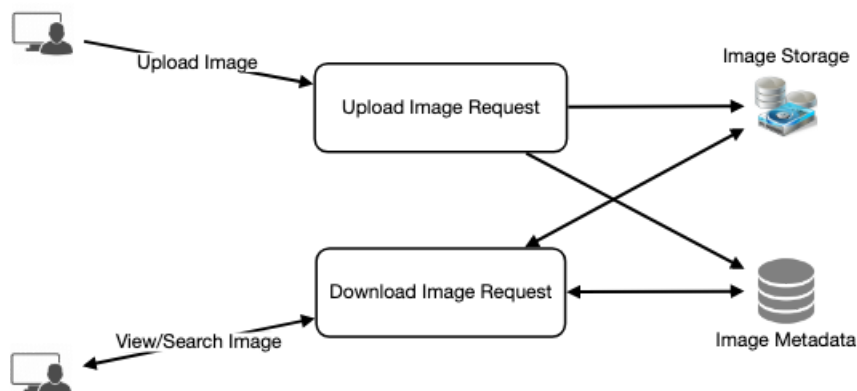 Image Storage
Upload Image
Upload Image Request
Download Image Request
View/Search Image
Image Metadata